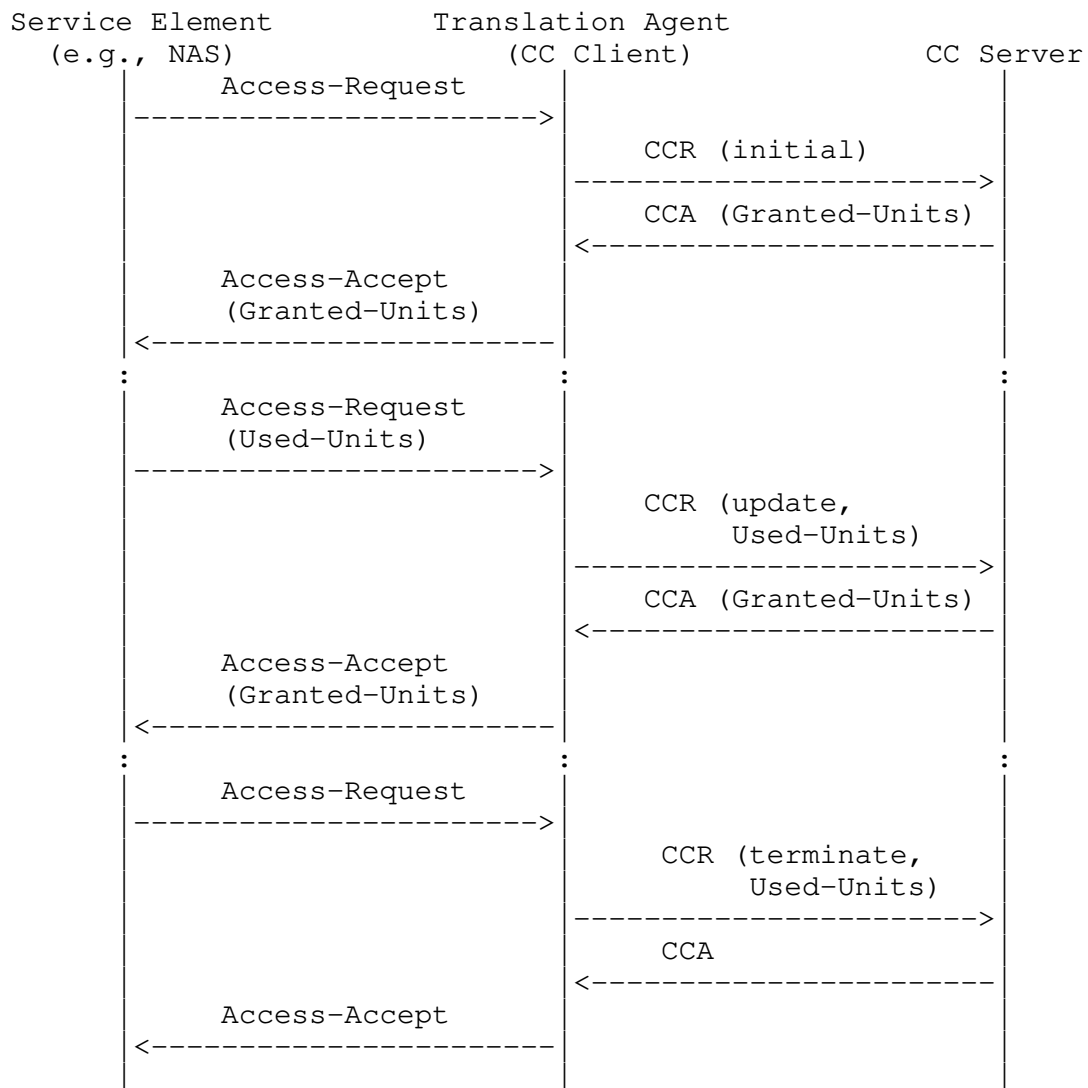 Service Element Translation Agent
(e.g., NAS) (CC Client) CC Server
Access-Request
CCR (initial)
CCA (Granted-Units)
Access-Accept
(Granted-Units)
: : :
Access-Request
(Used-Units)
CCR (update,
Used-Units)
CCA (Granted-Units)
Access-Accept
(Granted-Units)
: : :
Access-Request
CCR (terminate,
Used-Units)
CCA
Access-Accept